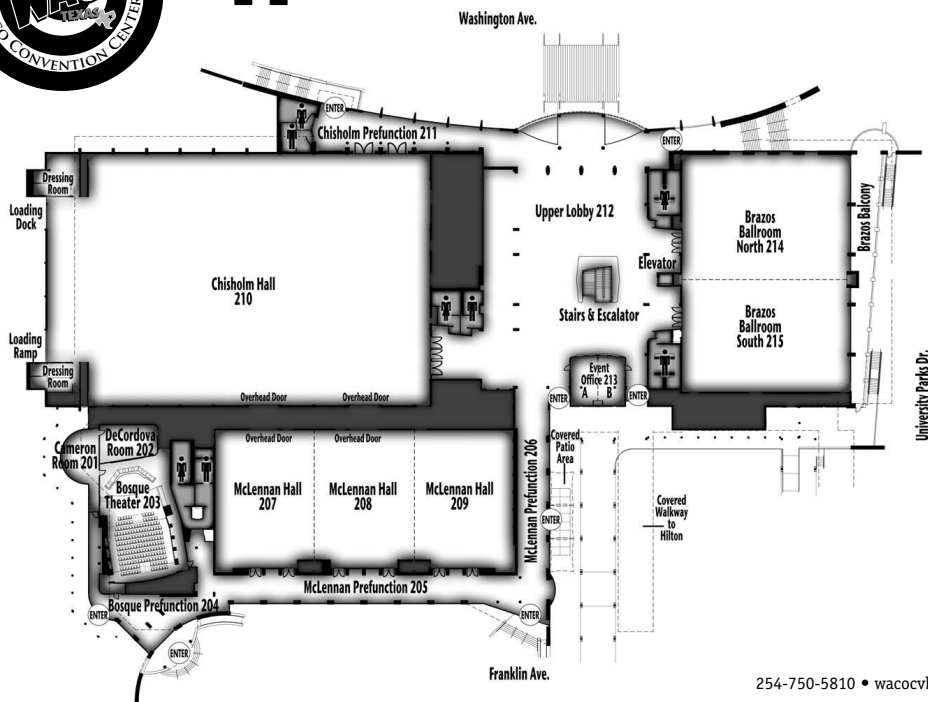 WACO
TEXAS
CO CONVENTION CENTER
Washington Ave.
ENTER
Chisholm Prefunction 211
ENTER
Dressing
Room
Loading
Dock
Upper Lobby 212
Brazos
Ballroom
North 214
Brazos Balcony
Elevator
Chisholm Hall
210
Stairs & Escalator
Brazos
Ballroom
South 215
Loading
Ramp
Dressing
Room
Event
Office 213
A B
University Parks Dr.
Overhead Door
Overhead Door
ENTER
ENTER
Cameron
Room 201
DeCordova
Room 202
Overhead Door
Overhead Door
McLennan Prefunction 206
Covered
Patio
Area
Bosque
Theater 203
McLennan Hall
207
McLennan Hall
208
McLennan Hall
209
ENTER
Covered
Walkway
to
Hilton
McLennan Prefunction 205
Bosque Prefunction 204
ENTER
ENTER
ENTER
Franklin Ave.
254-750-5810 • wacocvb